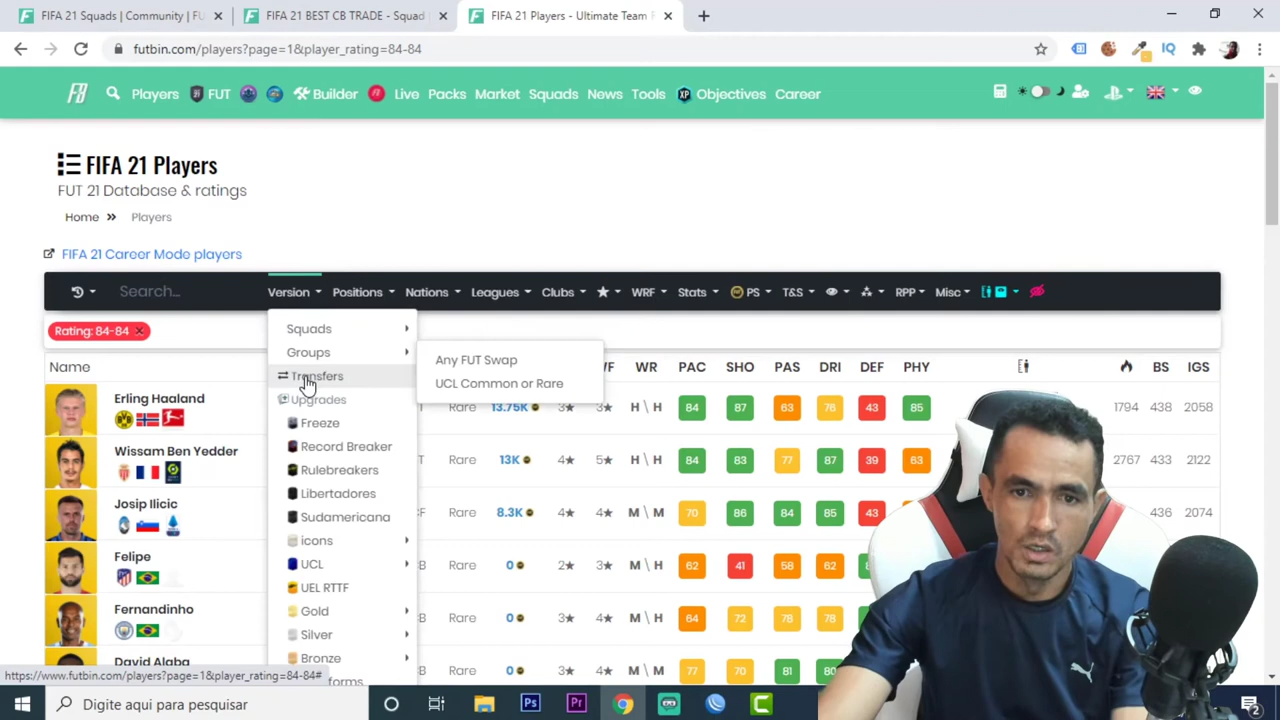 FIFA 21 Squads | Community | FU
FIFA 21 BEST CB TRADE - Squad
FIFA 21 Players - Ultimate Team
futbin.com/players?page=1&player_rating=84-84
IQ
F8 Players FUT Builder Live Packs Market Squads News Tools XP Objectives Career
FIFA 21 Players
FUT 21 Database & ratings
Home » Players
FIFA 21 Career Mode players
Search... Version Positions Nations Leagues Clubs WRF Stats PS T&S RPP Misc
Rating: 84-84
Squads
Groups
Transfers
Upgrades
Freeze
Record Breaker
Rulebreakers
Libertadores
Sudamericana
icons
UCL
UEL RTTF
Gold
Silver
Bronze
Any FUT Swap
UCL Common or Rare
Name WR PAC SHO PAS DRI DEF PHY BS IGS
Erling Haaland Rare 13.75K 3★ 3★ H \ H 84 87 63 76 43 85 1794 438 2058
Wissam Ben Yedder Rare 13K 4★ 5★ H \ H 84 83 77 87 39 63 2767 433 2122
Josip Ilicic Rare 8.3K 4★ 4★ M \ M 70 86 84 85 43 436 2074
Felipe Rare 0 2★ 3★ M \ H 62 41 58 62
Fernandinho Rare 0 3★ 4★ M \ H 64 72 78 78
David Alaba Rare 0 3★ 4★ M \ M 77 70 81 80
https://www.futbin.com/players?page=1&player_rating=84-84#
Digite aqui para pesquisar
Ps
Pr
2